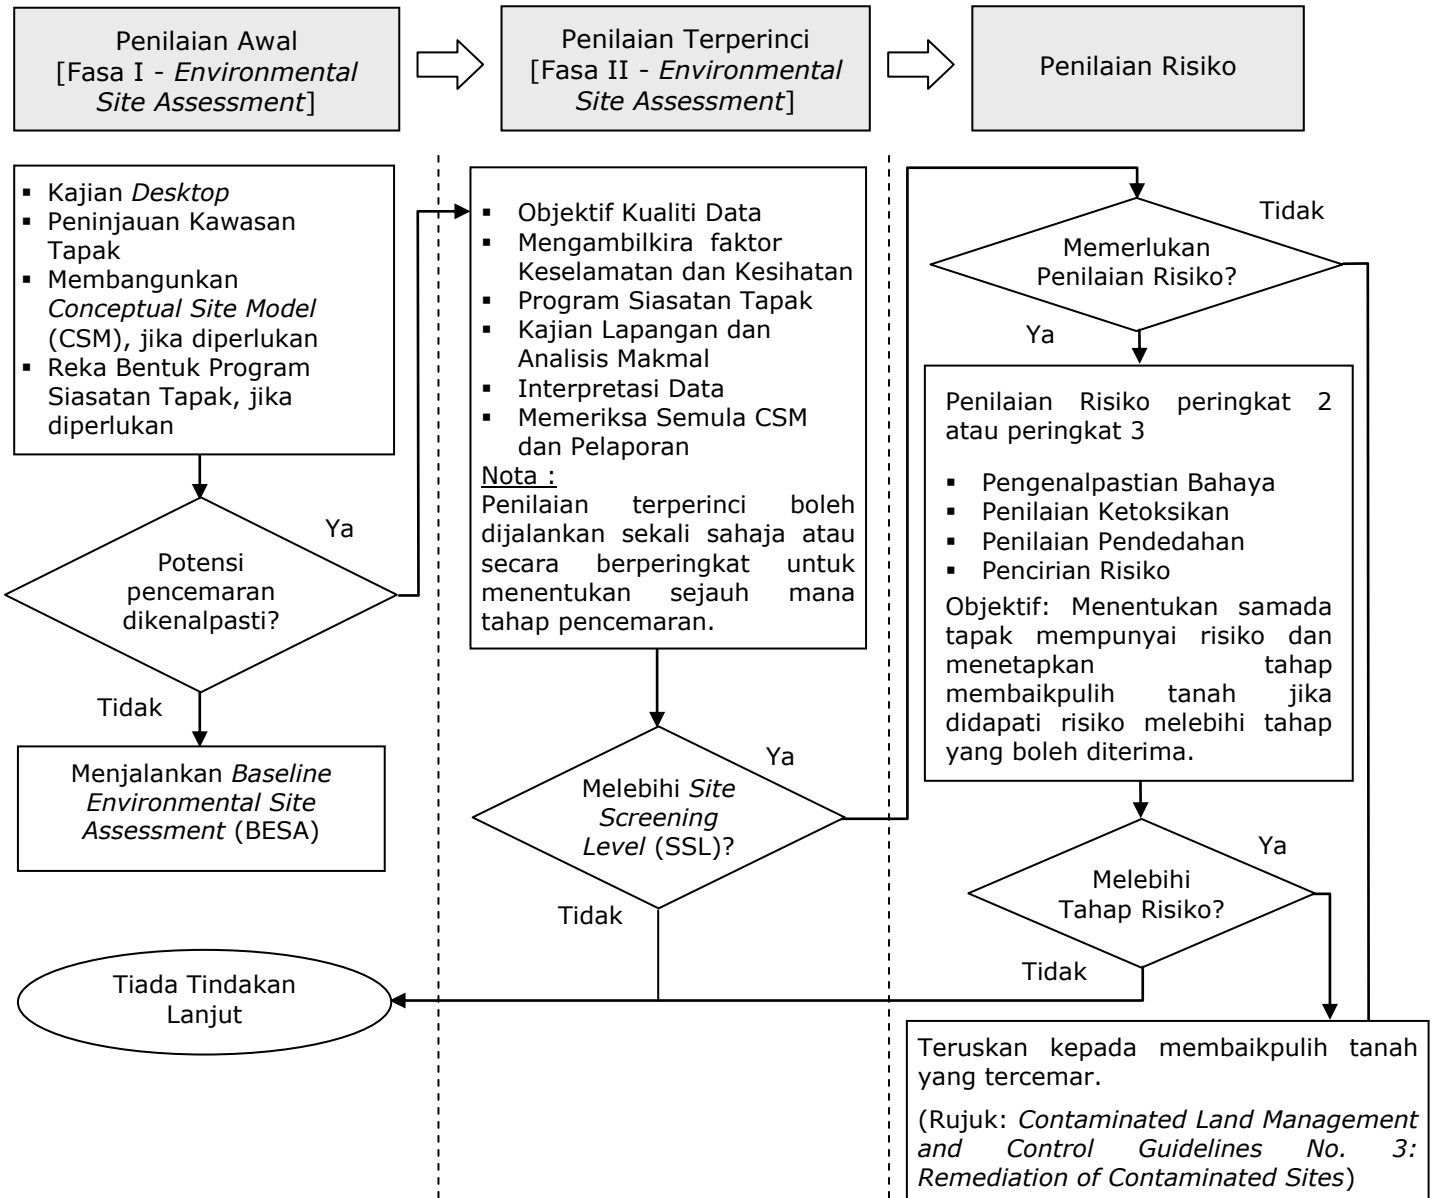 Penilaian Awal
[Fasa I - Environmental
Site Assessment]
Penilaian Terperinci
[Fasa II - Environmental
Site Assessment]
Penilaian Risiko
▪ Kajian Desktop
▪ Peninjauan Kawasan
Tapak
▪ Membangunkan
Conceptual Site Model
(CSM), jika diperlukan
▪ Reka Bentuk Program
Siasatan Tapak, jika
diperlukan
Ya
Potensi
pencemaran
dikenalpasti?
Tidak
Menjalankan Baseline
Environmental Site
Assessment (BESA)
Tiada Tindakan
Lanjut
▪ Objektif Kualiti Data
▪ Mengambilkira faktor
Keselamatan dan Kesihatan
▪ Program Siasatan Tapak
▪ Kajian Lapangan dan
Analisis Makmal
▪ Interpretasi Data
▪ Memeriksa Semula CSM
dan Pelaporan
Nota :
Penilaian terperinci boleh
dijalankan sekali sahaja atau
secara berperingkat untuk
menentukan sejauh mana
tahap pencemaran.
Ya
Melebihi Site
Screening
Level (SSL)?
Tidak
Tidak
Memerlukan
Penilaian Risiko?
Ya
Penilaian Risiko peringkat 2
atau peringkat 3
▪ Pengenalpastian Bahaya
▪ Penilaian Ketoksikan
▪ Penilaian Pendedahan
▪ Pencirian Risiko
Objektif: Menentukan samada
tapak mempunyai risiko dan
menetapkan tahap
membaikpulih tanah jika
didapati risiko melebihi tahap
yang boleh diterima.
Ya
Melebihi
Tahap Risiko?
Tidak
Teruskan kepada membaikpulih tanah
yang tercemar.
(Rujuk: Contaminated Land Management
and Control Guidelines No. 3:
Remediation of Contaminated Sites)